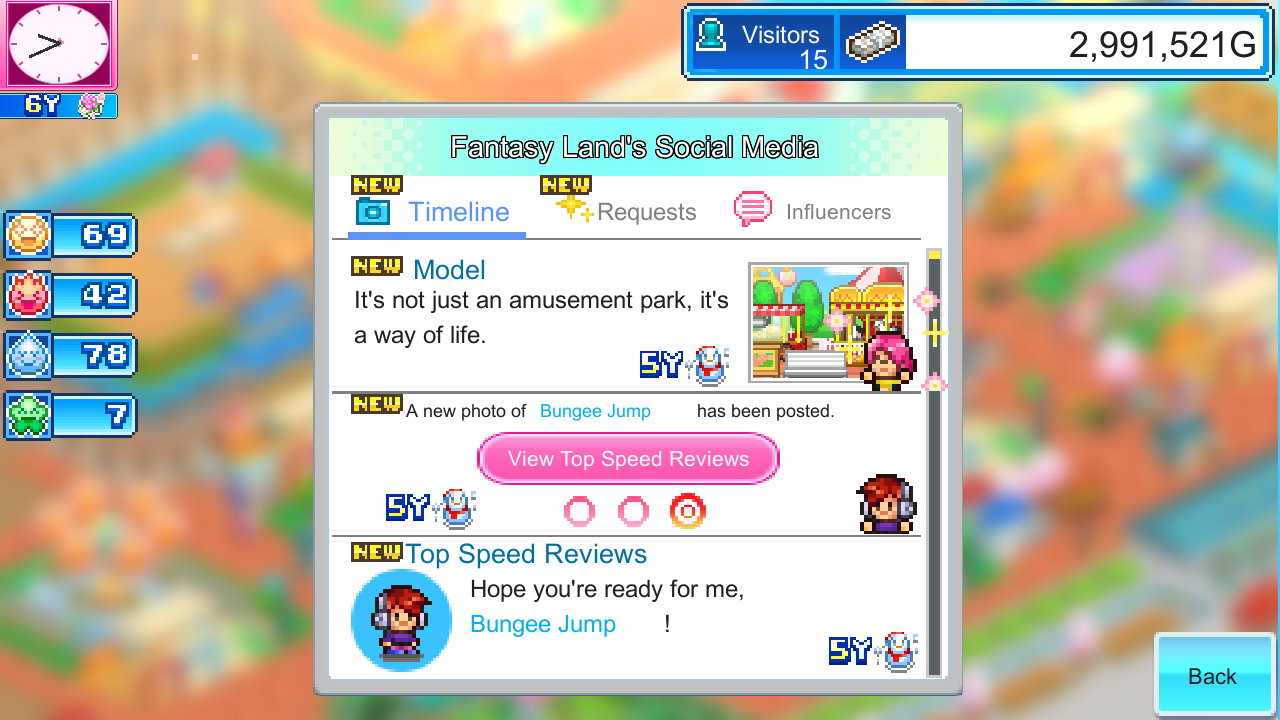 Visitors
15
2,991,521G
6Y
Fantasy Land's Social Media
NEW
NEW
Timeline
Requests
Influencers
69
42
78
7
NEW Model
It's not just an amusement park, it's
a way of life.
5Y
NEW A new photo of Bungee Jump has been posted.
View Top Speed Reviews
5Y
NEW Top Speed Reviews
Hope you're ready for me,
Bungee Jump !
5Y
Back